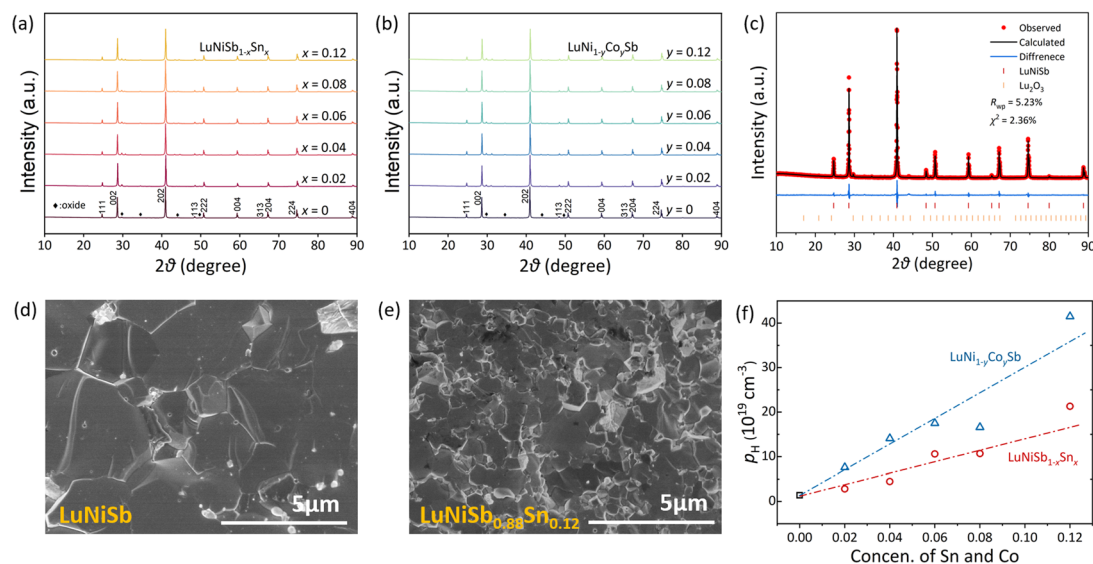 (a)
LuNiSb1-xSnx
x = 0.12
x = 0.08
x = 0.06
x = 0.04
x = 0.02
x = 0
♦:oxide
111
002
202
113
222
004
313
204
224
404
Intensity (a.u.)
10 20 30 40 50 60 70 80 90
2ϑ (degree)
(b)
LuNi1-yCoySb
y = 0.12
y = 0.08
y = 0.06
y = 0.04
y = 0.02
y = 0
♦:oxide
111
002
202
113
222
004
313
204
224
404
Intensity (a.u.)
10 20 30 40 50 60 70 80 90
2ϑ (degree)
(c)
Observed
Calculated
Diffrenece
LuNiSb
Lu2O3
Rwp = 5.23%
χ2 = 2.36%
Intensity (a.u.)
10 20 30 40 50 60 70 80 90
2ϑ (degree)
(d)
LuNiSb
5μm
(e)
LuNiSb0.88Sn0.12
5μm
(f)
LuNi1-yCoySb
LuNiSb1-xSnx
pH (10^19 cm-3)
40
30
20
10
0
0.00 0.02 0.04 0.06 0.08 0.10 0.12
Concen. of Sn and Co